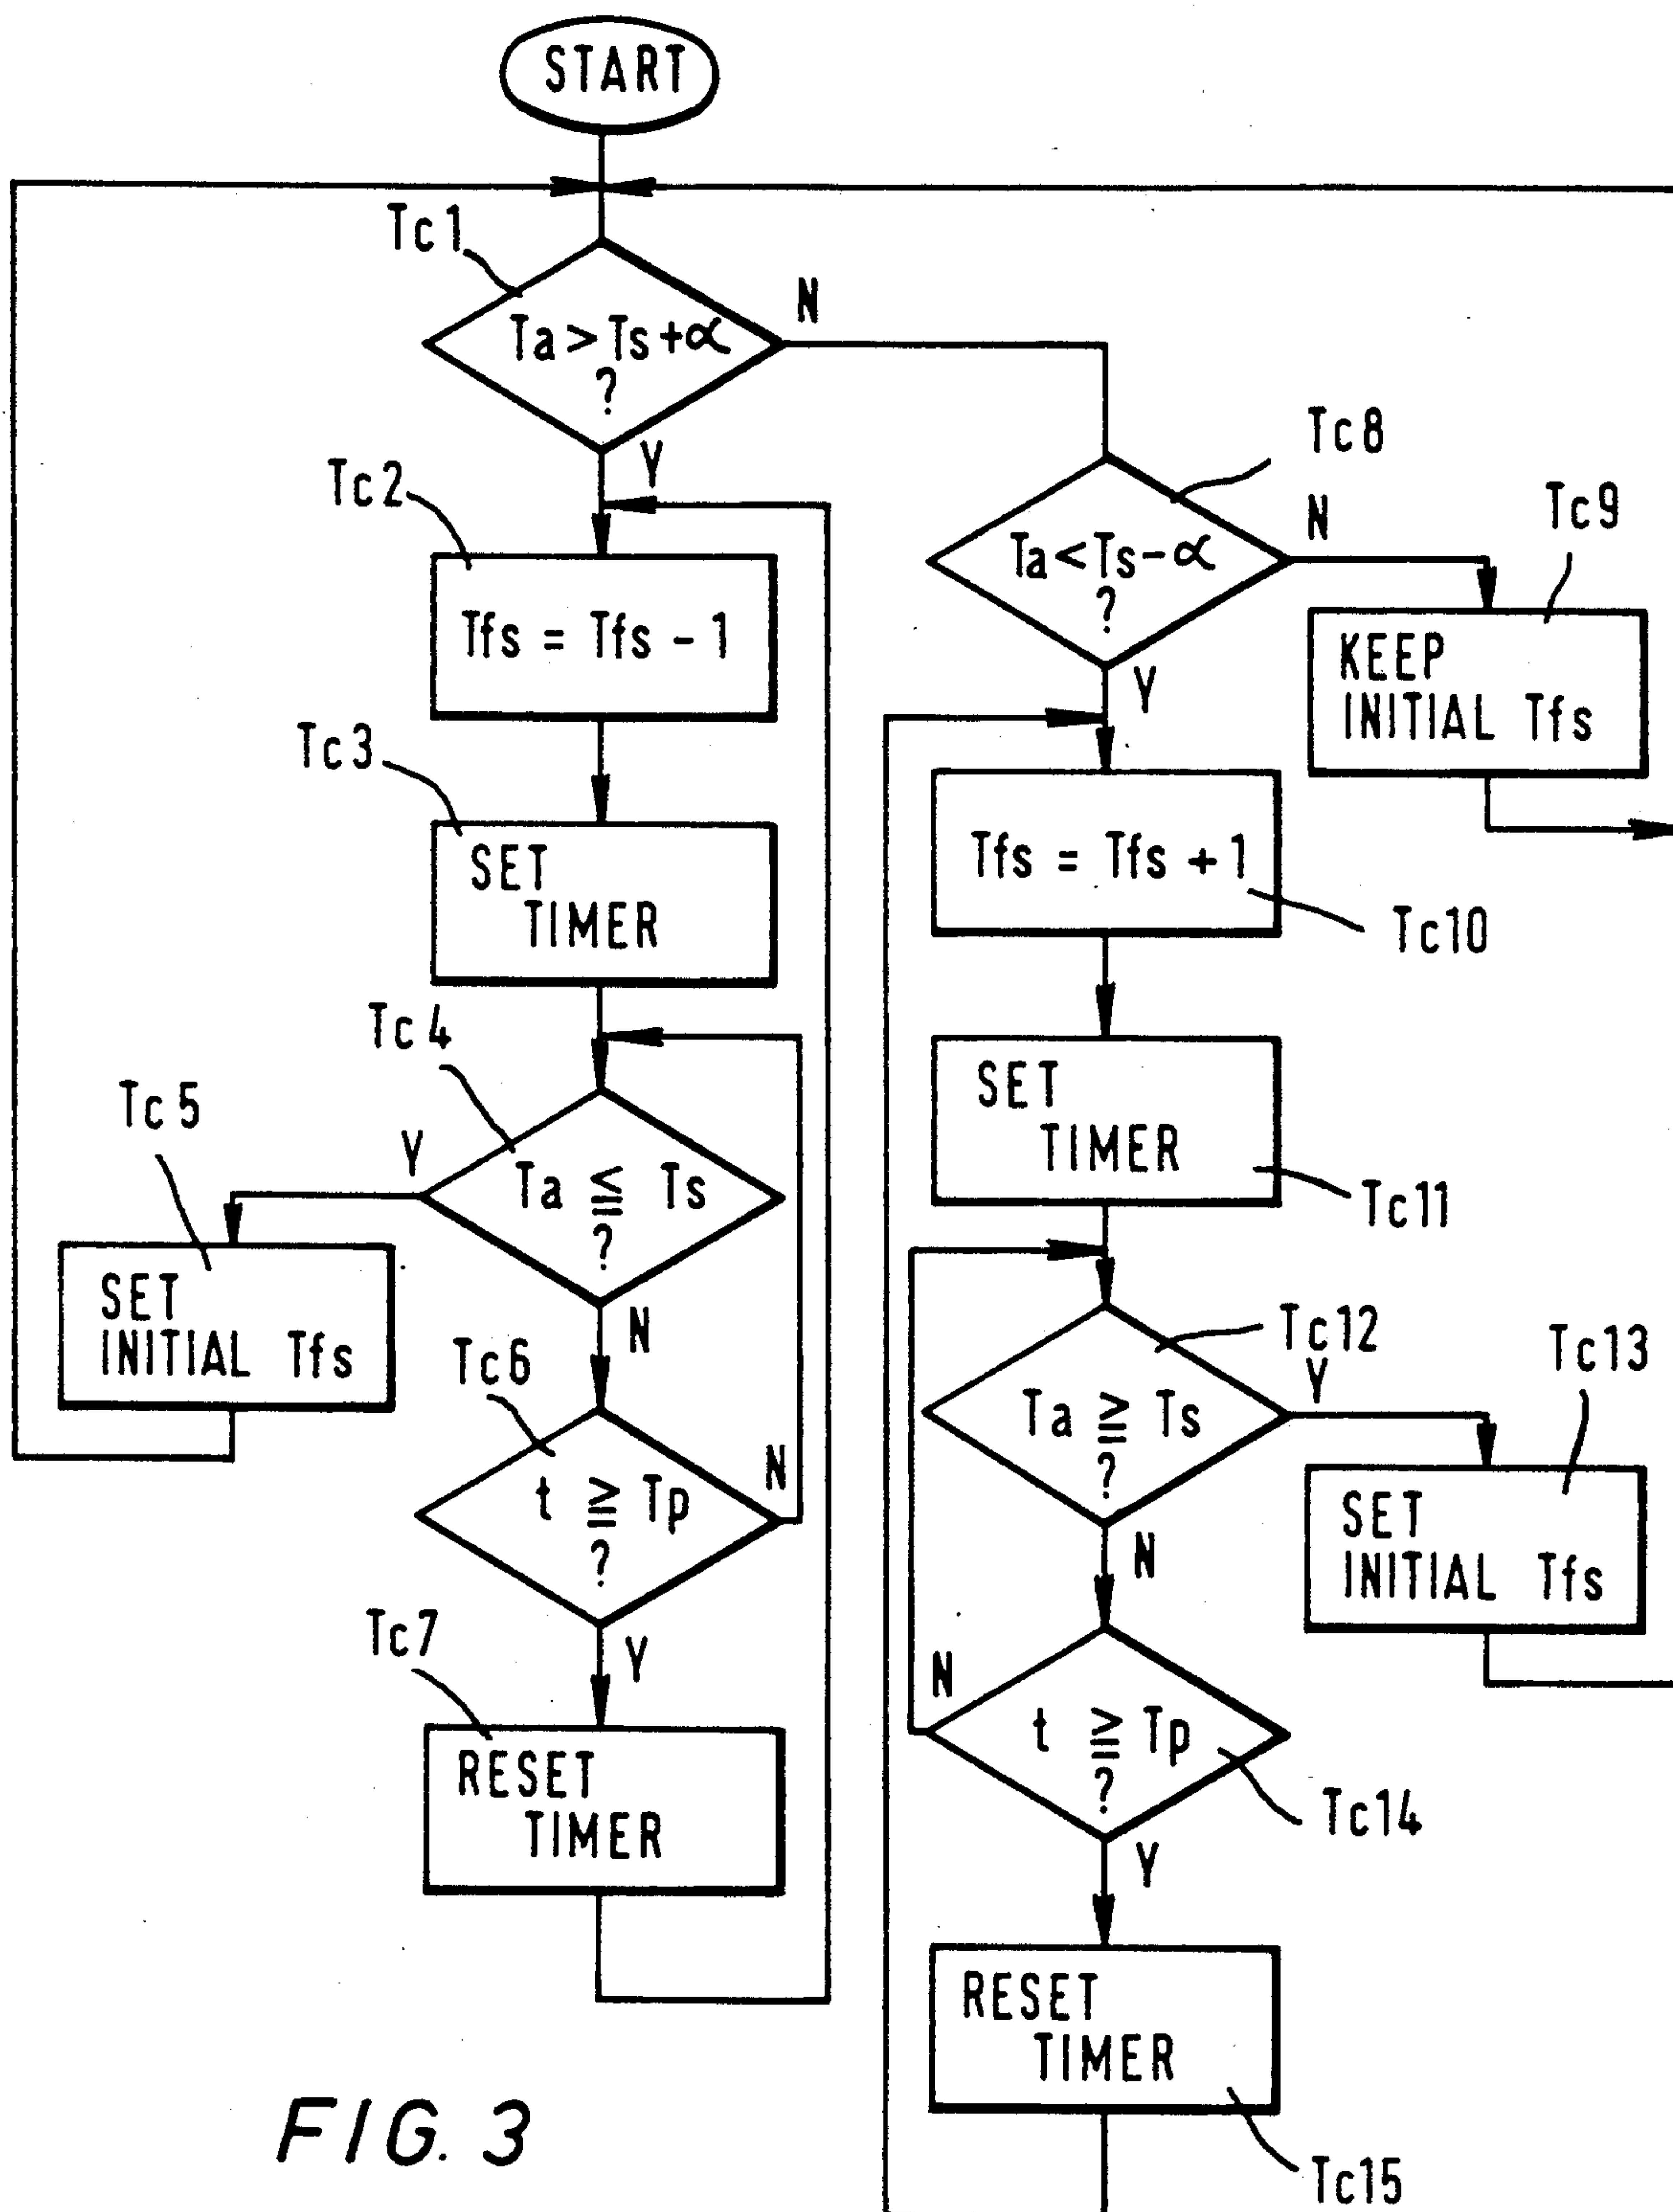 START
Tc1
Ta > Ts + α
?
N
Y
Tc2
Tfs = Tfs - 1
Tc3
SET
TIMER
Tc4
Ta ≦ Ts
?
Y
N
Tc5
SET
INITIAL Tfs
Tc6
t ≧ Tp
?
N
Y
Tc7
RESET
TIMER
Tc8
Ta < Ts - α
?
N
Y
Tc9
KEEP
INITIAL Tfs
Tfs = Tfs + 1
Tc10
SET
TIMER
Tc11
Tc12
Ta ≧ Ts
?
Y
N
Tc13
SET
INITIAL Tfs
t ≧ Tp
?
N
Y
Tc14
RESET
TIMER
Tc15
FIG. 3